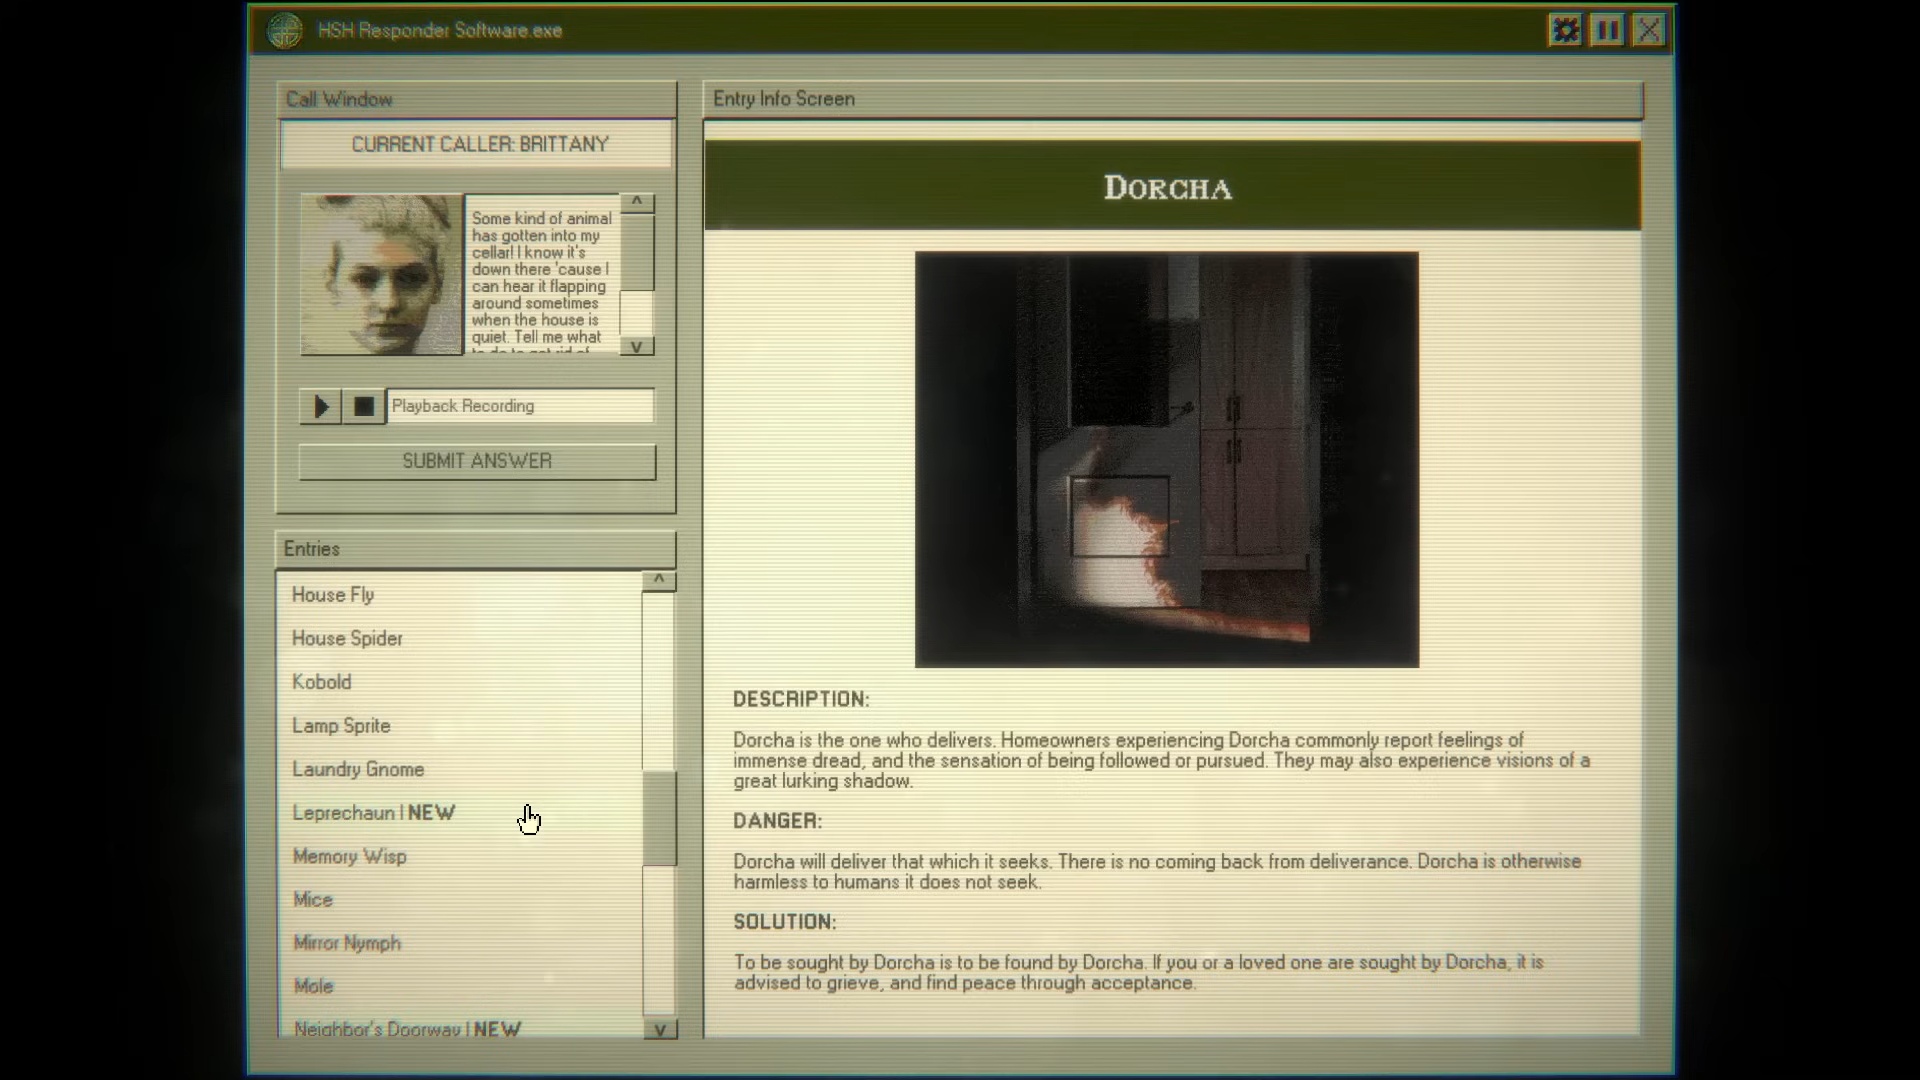 HSH Responder Software.exe
Call Window
CURRENT CALLER: BRITTANY
Some kind of animal
has gotten into my
cellar! I know it's
down there 'cause I
can hear it flapping
around sometimes
when the house is
quiet. Tell me what
to do to get rid of
Playback Recording
SUBMIT ANSWER
Entries
House Fly
House Spider
Kobold
Lamp Sprite
Laundry Gnome
Leprechaun | NEW
Memory Wisp
Mice
Mirror Nymph
Mole
Neighbor's Doorway | NEW
Entry Info Screen
DORCHA
DESCRIPTION:
Dorcha is the one who delivers. Homeowners experiencing Dorcha commonly report feelings of
immense dread, and the sensation of being followed or pursued. They may also experience visions of a
great lurking shadow.
DANGER:
Dorcha will deliver that which it seeks. There is no coming back from deliverance. Dorcha is otherwise
harmless to humans it does not seek.
SOLUTION:
To be sought by Dorcha is to be found by Dorcha. If you or a loved one are sought by Dorcha, it is
advised to grieve, and find peace through acceptance.